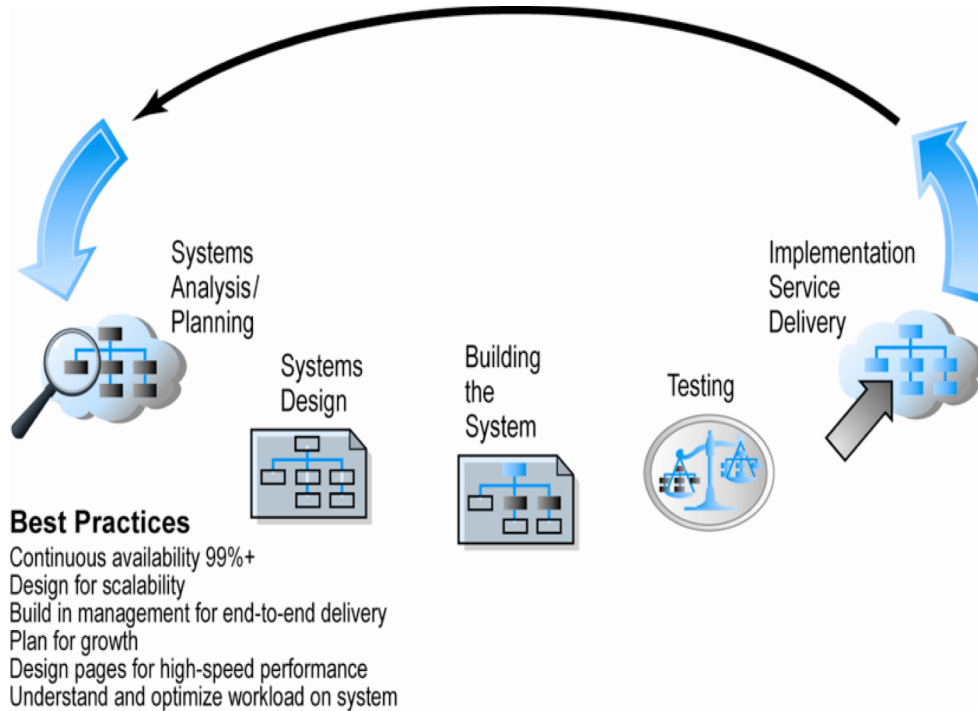 Systems
Analysis/
Planning
Systems
Design
Building
the
System
Testing
Implementation
Service
Delivery
Best Practices
Continuous availability 99%+
Design for scalability
Build in management for end-to-end delivery
Plan for growth
Design pages for high-speed performance
Understand and optimize workload on system